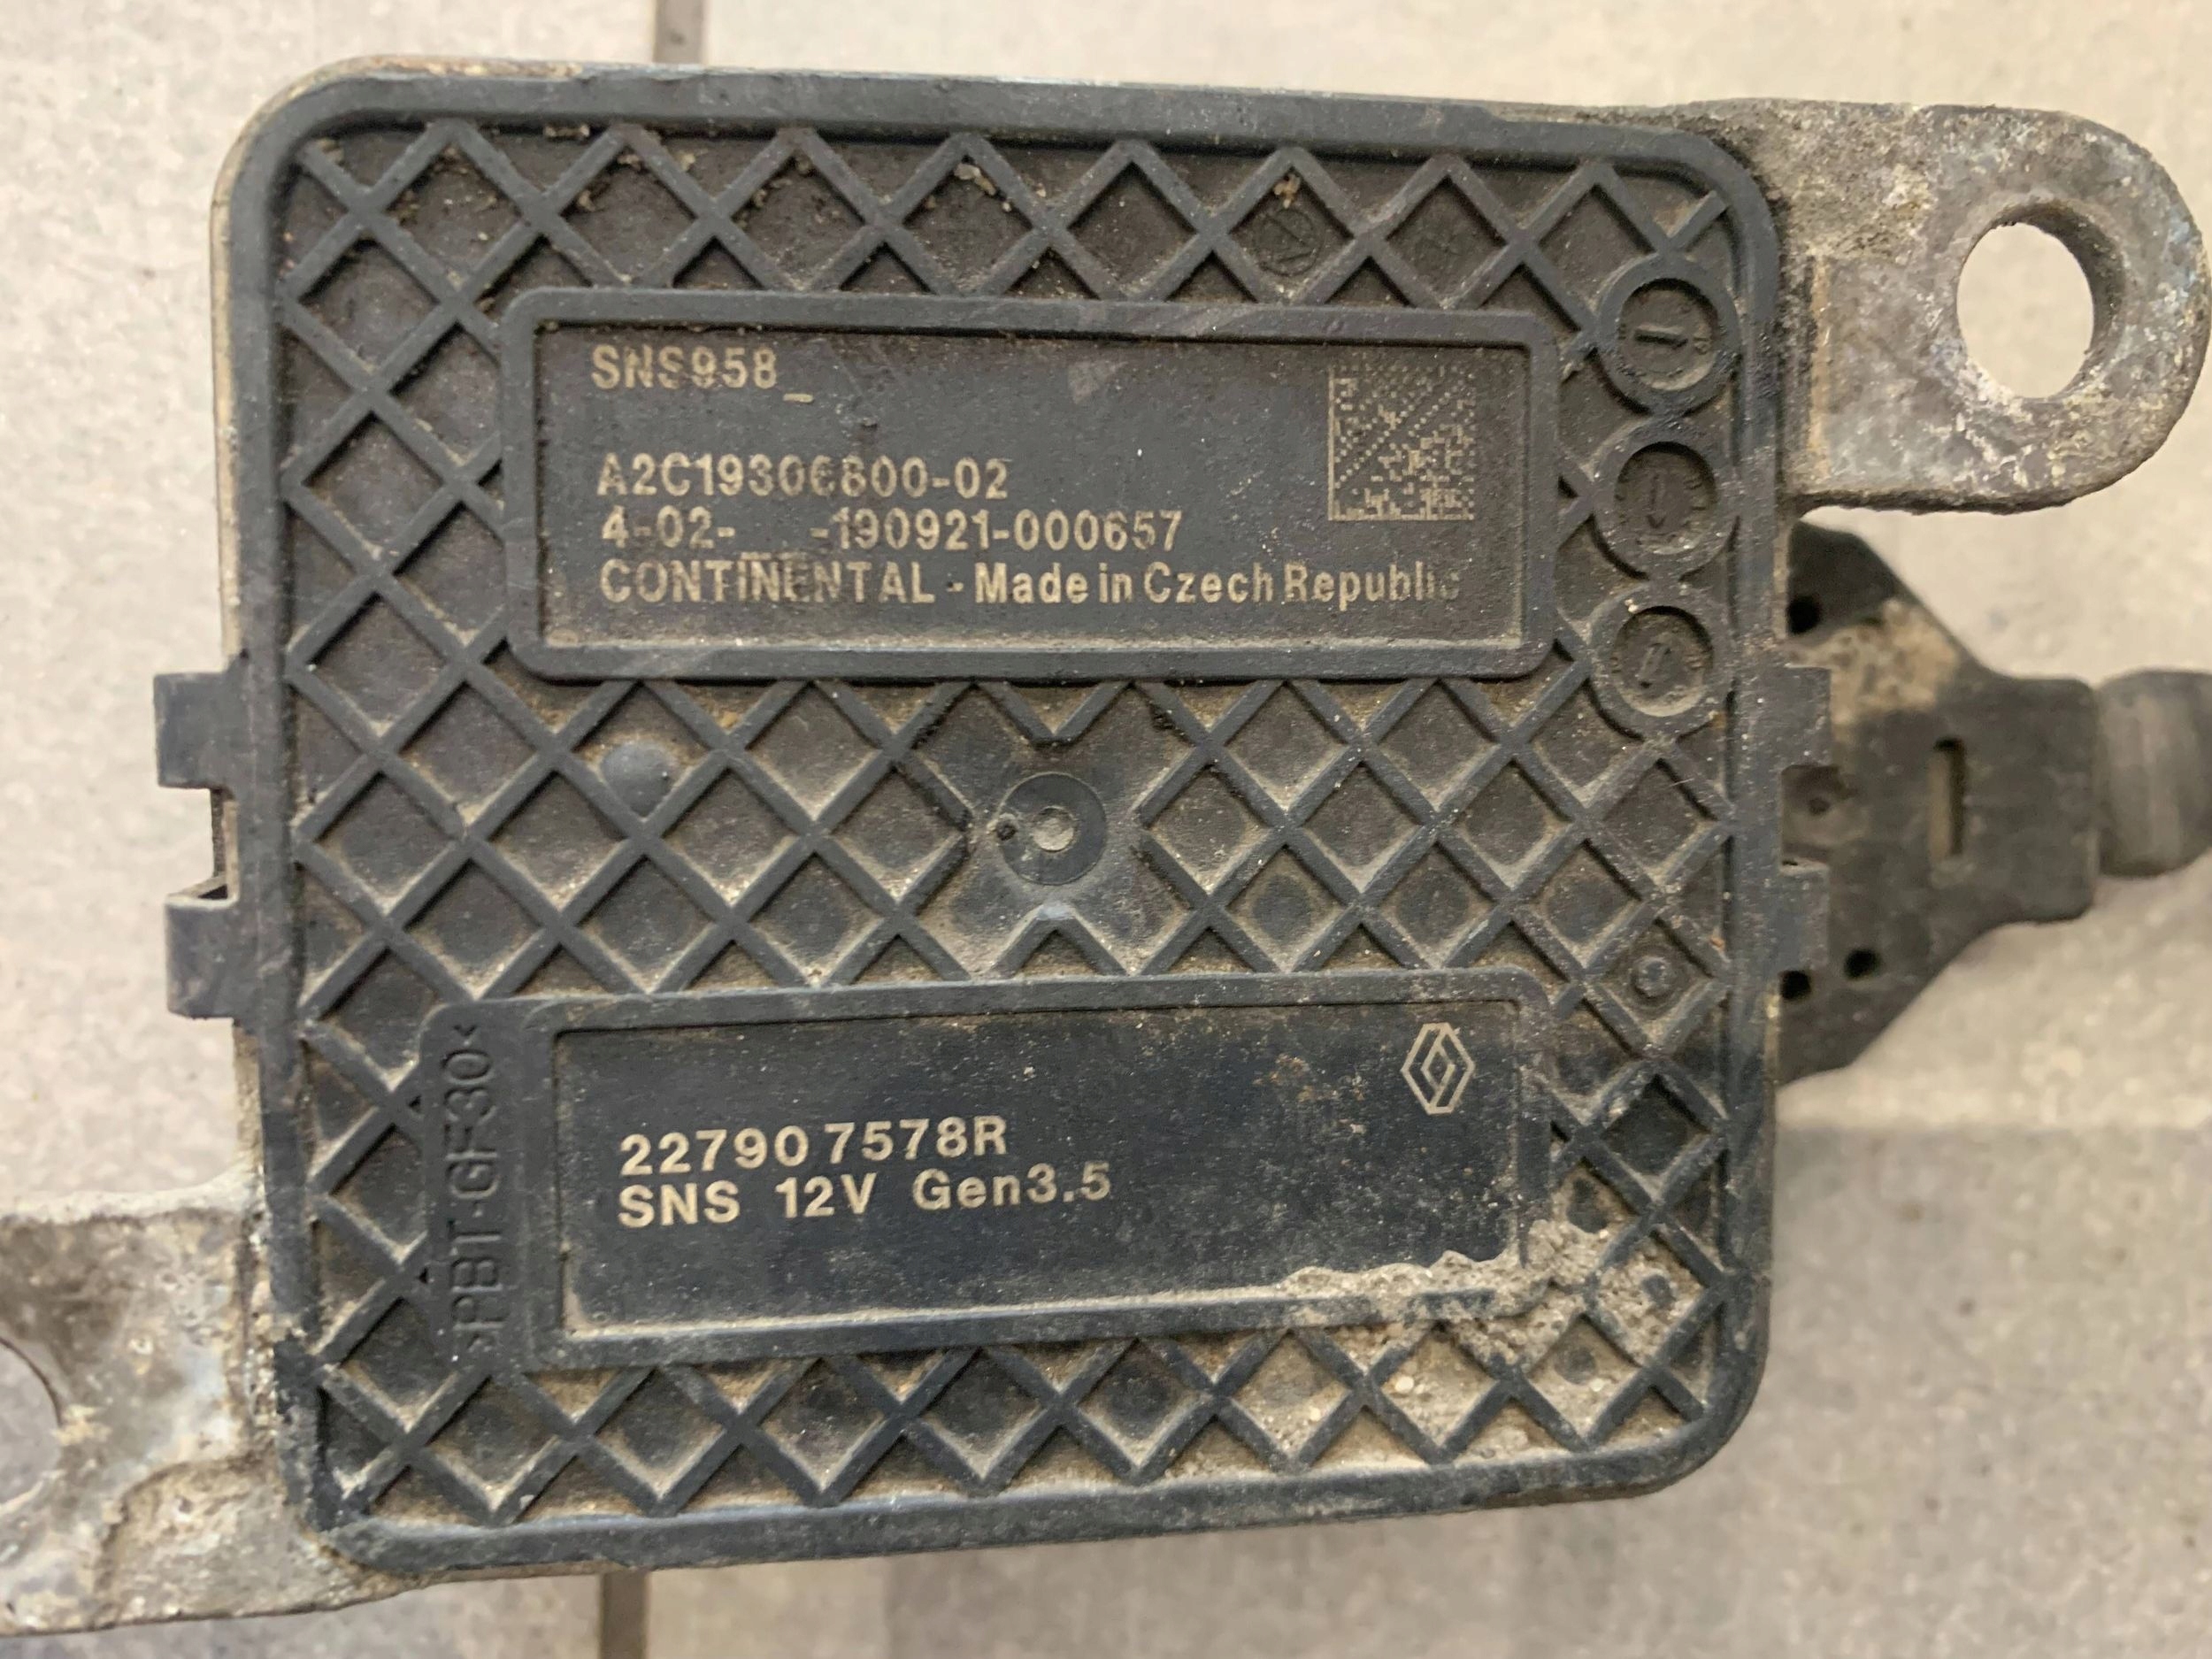 SNS958_
A2C19306800-02
4-02-__-190921-000657
CONTINENTAL - Made in Czech Republic
>PBT-GF30<
227907578R
SNS 12V Gen3.5